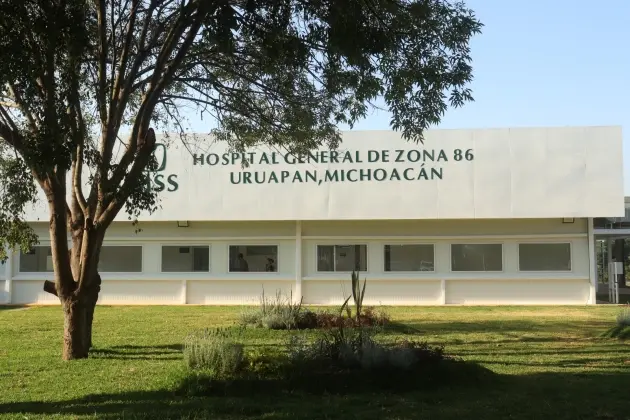 HOSPITAL GENERAL DE ZONA 86
URUAPAN, MICHOACÁN